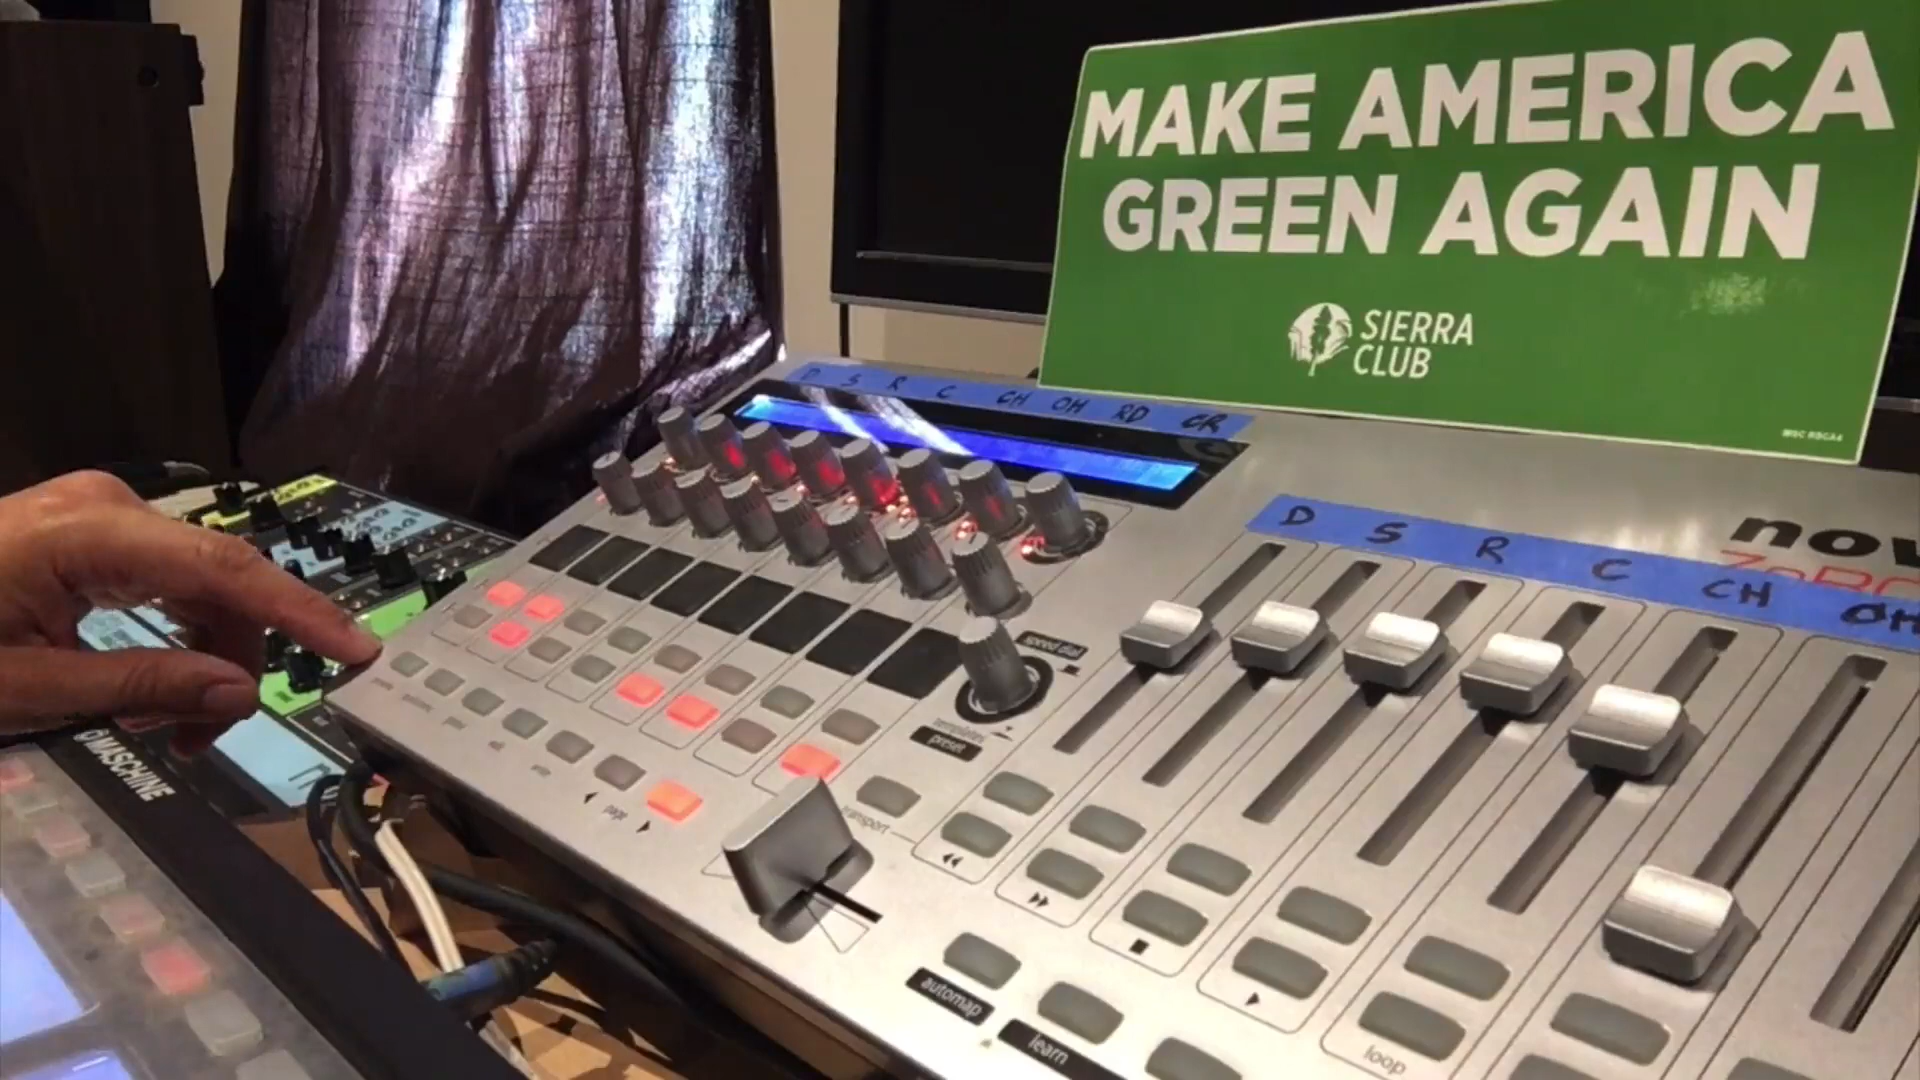 MAKE AMERICA
GREEN AGAIN
SIERRA
CLUB
D S R C CH OH RD CR
C
D S R C CH OH
nov
speed dial
templates
preset
page
transport
MASCHINE
automap
learn
loop